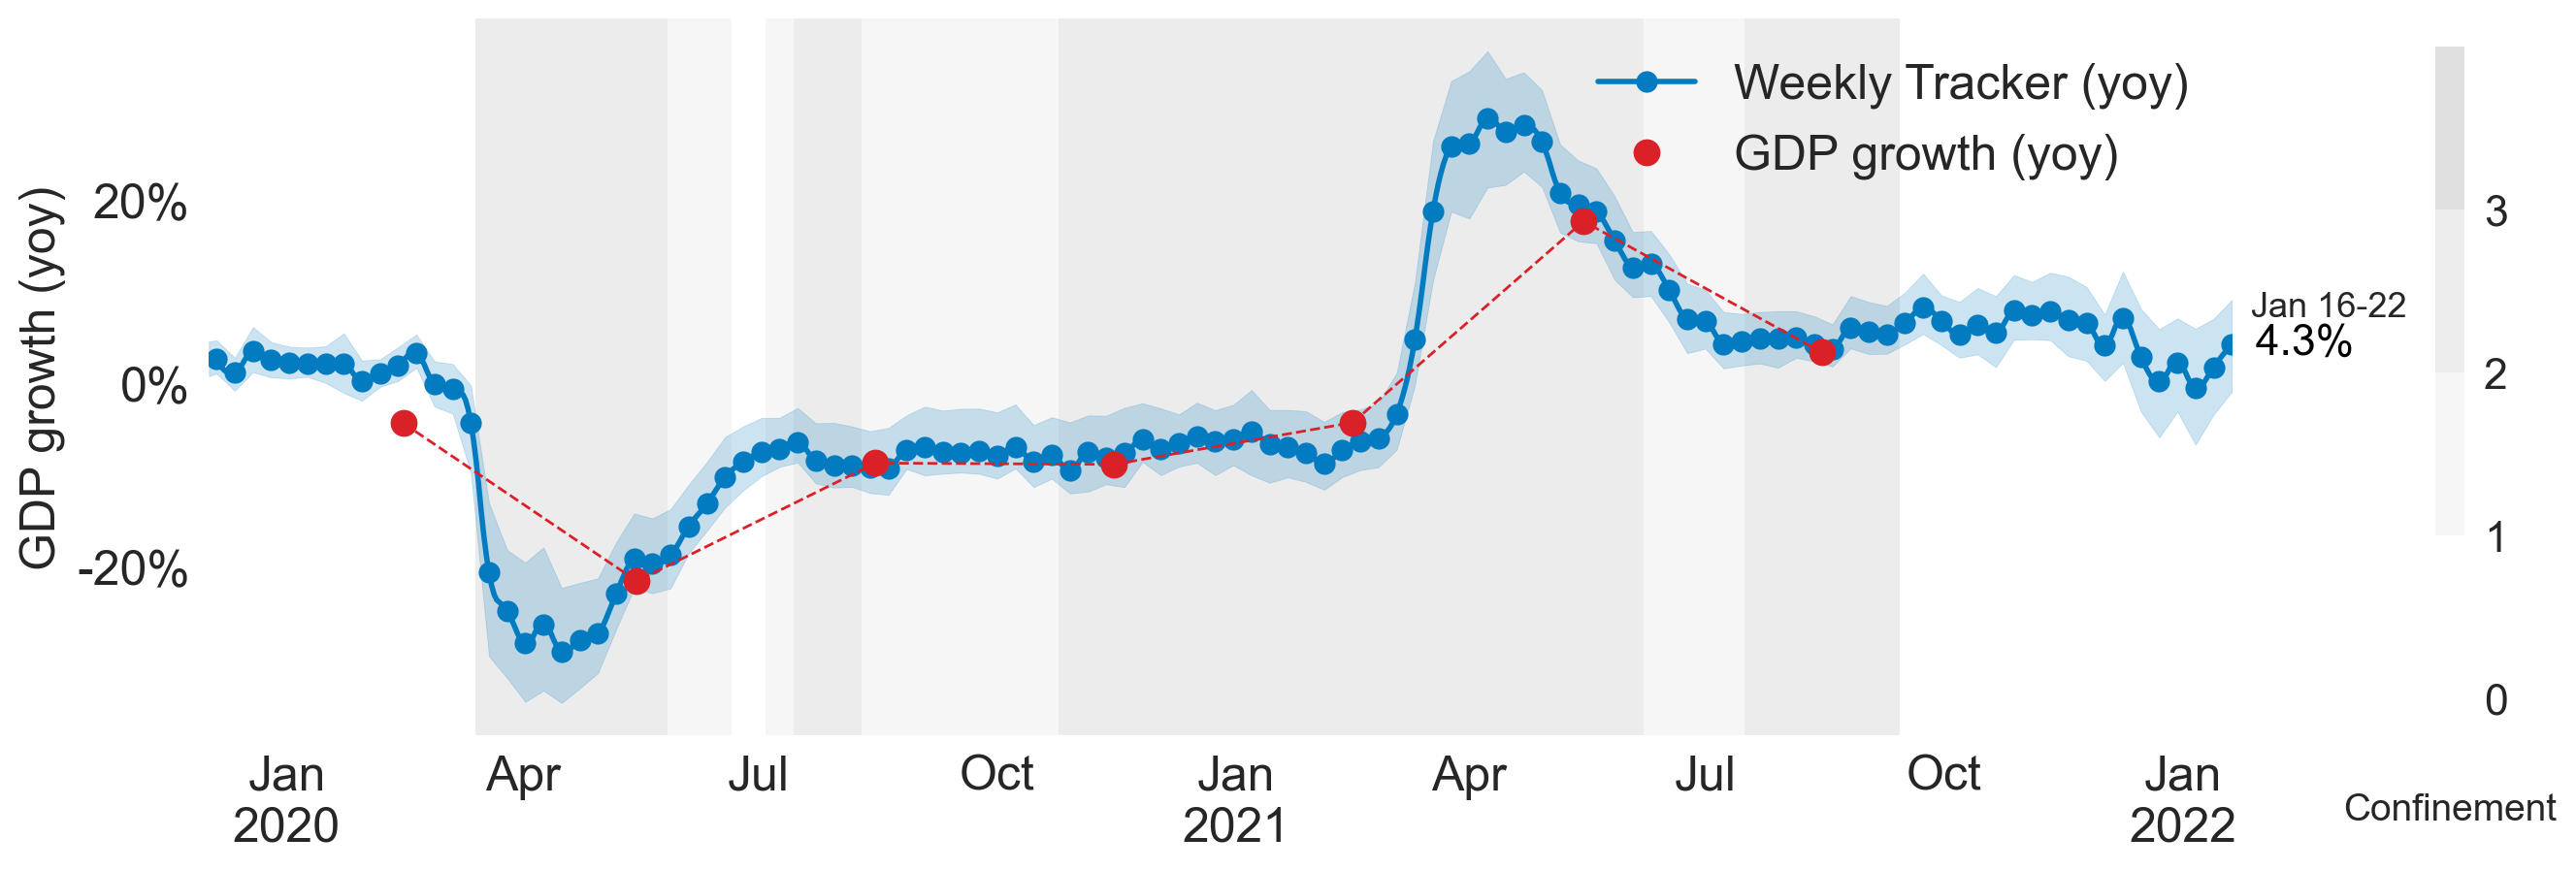 Weekly Tracker (yoy)
GDP growth (yoy)
GDP growth (yoy)
20%
0%
-20%
Jan 16-22
4.3%
3
2
1
0
Jan Apr Jul Oct Jan Apr Jul Oct Jan
2020 2021 2022
Confinement